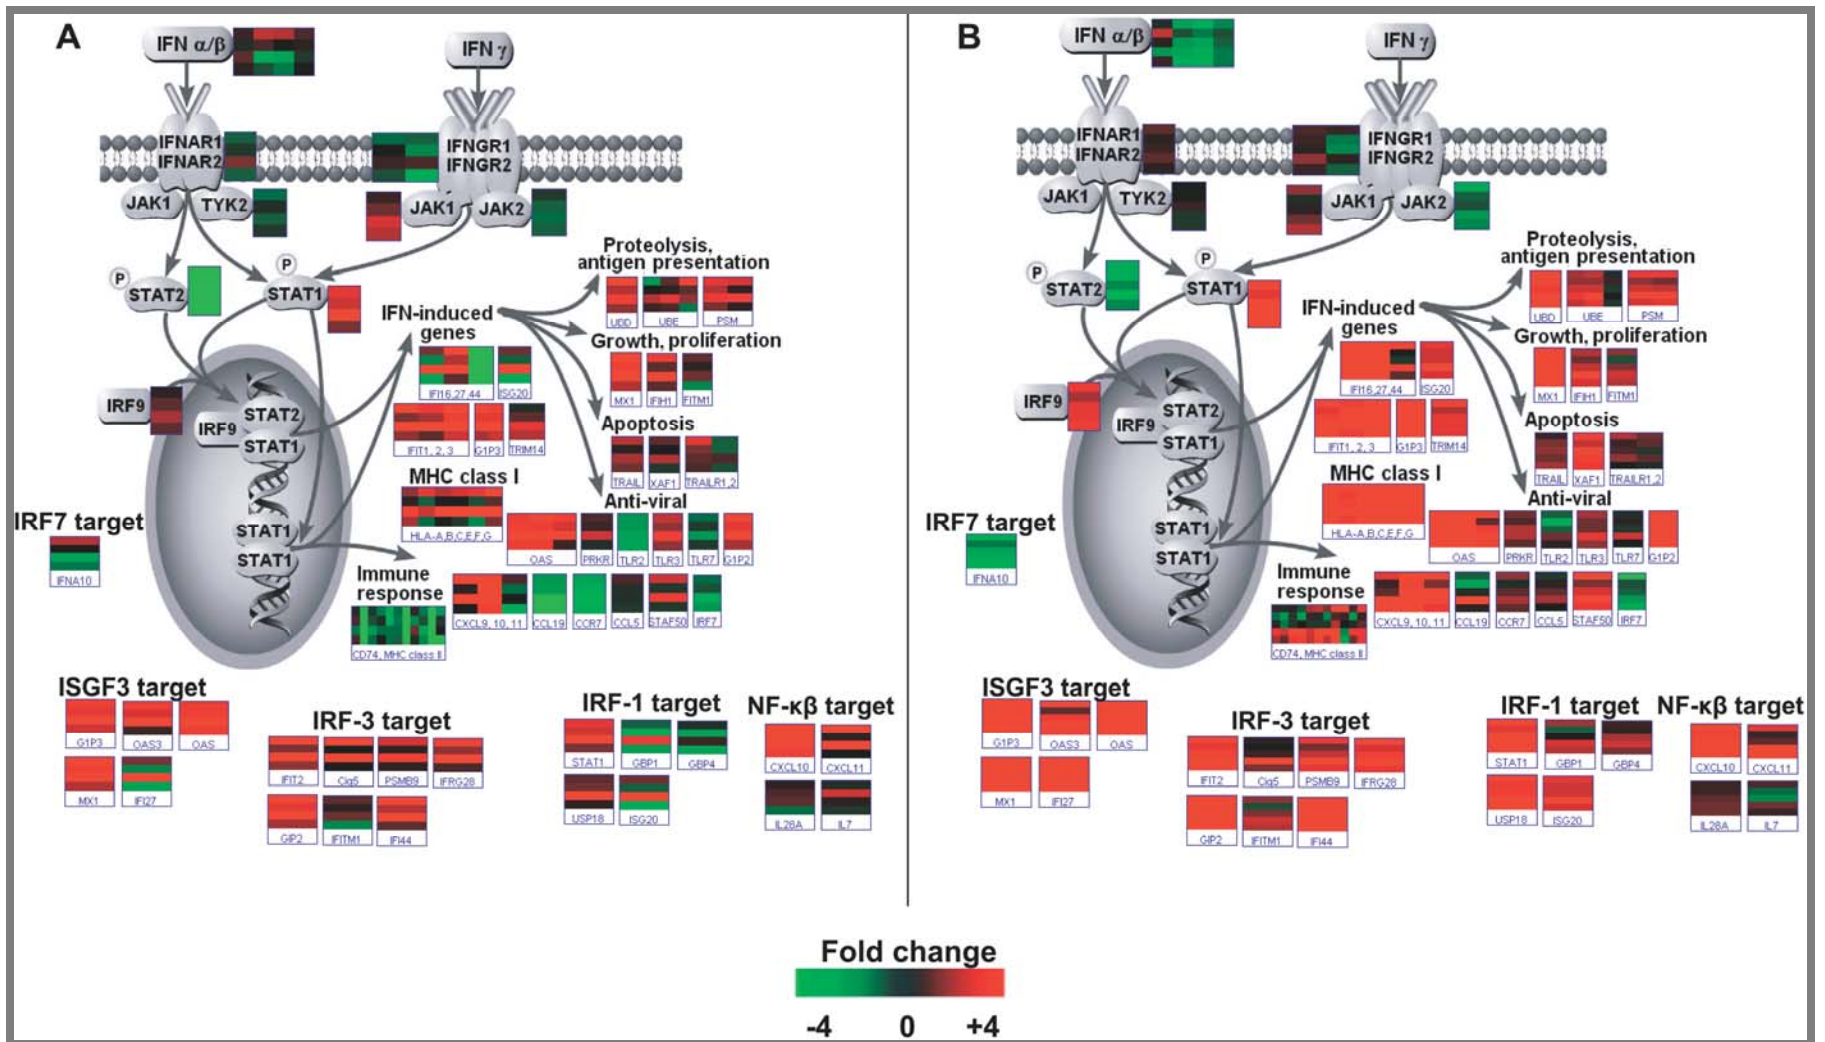 A
IFN α/β
IFN γ
IFNAR1
IFNAR2
IFNGR1
IFNGR2
JAK1
TYK2
JAK1
JAK2
P
STAT2
P
STAT1
Proteolysis,
antigen presentation
UBD
UBE
PSM
IFN-induced
genes
IFI16,27,44
ISG20
IFIT1, 2, 3
G1P3
TRIM14
Growth, proliferation
MX1
IFIH1
FITM1
Apoptosis
TRAIL
XAF1
TRAILR1,2
MHC class I
HLA-A,B,C,E,F,G
Anti-viral
OAS
PRKR
TLR2
TLR3
TLR7
G1P2
IRF9
IRF9
STAT2
STAT1
STAT1
STAT1
IRF7 target
IFNA10
Immune
response
CD74, MHC class II
CXCL9, 10, 11
CCL19
CCR7
CCL5
STAF50
IRF7
ISGF3 target
G1P3
OAS3
OAS
MX1
IFI27
IRF-3 target
IFIT2
Cig5
PSMB9
IFRG28
GIP2
IFITM1
IFI44
IRF-1 target
STAT1
GBP1
GBP4
USP18
ISG20
NF-κβ target
CXCL10
CXCL11
IL28A
IL7
B
IFN α/β
IFN γ
IFNAR1
IFNAR2
IFNGR1
IFNGR2
JAK1
TYK2
JAK1
JAK2
P
STAT2
P
STAT1
Proteolysis,
antigen presentation
UBD
UBE
PSM
IFN-induced
genes
IFI16,27,44
ISG20
IFIT1, 2, 3
G1P3
TRIM14
Growth, proliferation
MX1
IFIH1
FITM1
Apoptosis
TRAIL
XAF1
TRAILR1,2
MHC class I
HLA-A,B,C,E,F,G
Anti-viral
OAS
PRKR
TLR2
TLR3
TLR7
G1P2
IRF9
IRF9
STAT2
STAT1
STAT1
STAT1
IRF7 target
IFNA10
Immune
response
CD74, MHC class II
CXCL9, 10, 11
CCL19
CCR7
CCL5
STAF50
IRF7
ISGF3 target
G1P3
OAS3
OAS
MX1
IFI27
IRF-3 target
IFIT2
Cig5
PSMB9
IFRG28
GIP2
IFITM1
IFI44
IRF-1 target
STAT1
GBP1
GBP4
USP18
ISG20
NF-κβ target
CXCL10
CXCL11
IL28A
IL7
Fold change
-4 0 +4